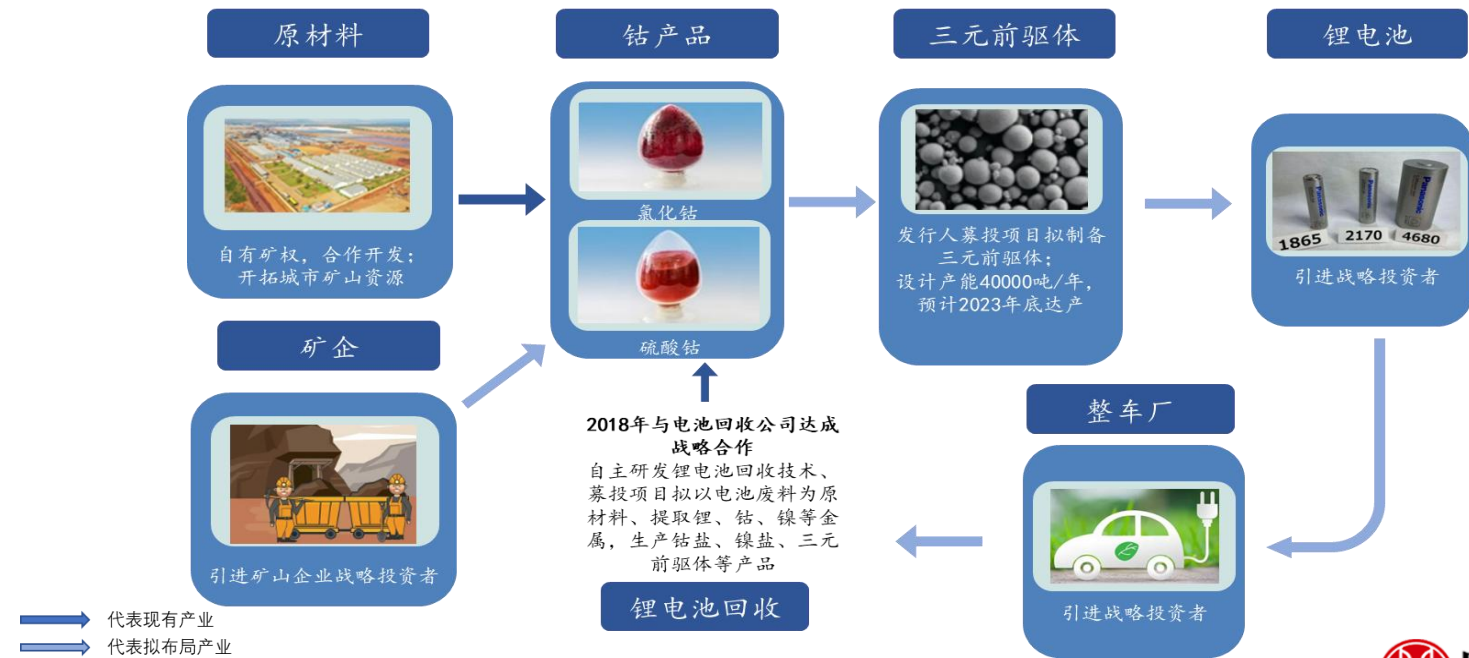 原材料
钴产品
三元前驱体
锂电池
氯化钴
硫酸钴
自有矿权，合作开发；
开拓城市矿山资源
发行人募投项目拟制备
三元前驱体；
设计产能40000吨/年，
预计2023年底达产
Panasonic
Panasonic
Panasonic
1865
2170
4680
引进战略投资者
矿企
引进矿山企业战略投资者
2018年与电池回收公司达成
战略合作
自主研发锂电池回收技术、
募投项目拟以电池废料为原
材料、提取锂、钴、镍等金
属，生产钴盐、镍盐、三元
前驱体等产品
锂电池回收
整车厂
引进战略投资者
代表现有产业
代表拟布局产业